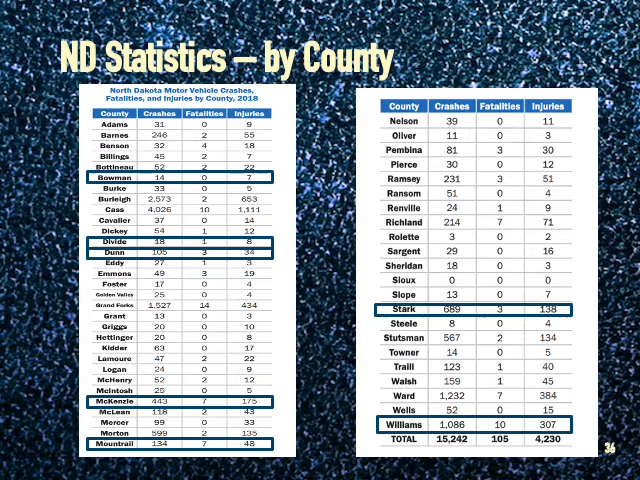 ND Statistics – by County
North Dakota Motor Vehicle Crashes,
Fatalities, and Injuries by County, 2018
County Crashes Fatalities Injuries
Adams 31 0 9
Barnes 246 2 55
Benson 32 4 18
Billings 45 2 7
Bottineau 52 2 22
Bowman 14 0 7
Burke 33 0 5
Burleigh 2,573 2 653
Cass 4,026 10 1,111
Cavalier 37 0 14
Dickey 54 1 12
Divide 18 1 8
Dunn 105 3 34
Eddy 27 1 3
Emmons 49 3 19
Foster 17 0 4
Golden Valley 25 0 4
Grand Forks 1,527 14 434
Grant 13 0 3
Griggs 20 0 10
Hettinger 20 0 8
Kidder 63 0 17
Lamoure 47 2 22
Logan 24 0 9
McHenry 52 2 12
McIntosh 25 0 5
McKenzie 443 7 175
McLean 118 2 43
Mercer 99 0 33
Morton 599 2 135
Mountrail 134 7 48
County Crashes Fatalities Injuries
Nelson 39 0 11
Oliver 11 0 3
Pembina 81 3 30
Pierce 30 0 12
Ramsey 231 3 51
Ransom 51 0 4
Renville 24 1 9
Richland 214 7 71
Rolette 3 0 2
Sargent 29 0 16
Sheridan 18 0 3
Sioux 0 0 0
Slope 13 0 7
Stark 689 3 138
Steele 8 0 4
Stutsman 567 2 134
Towner 14 0 5
Traill 123 1 40
Walsh 159 1 45
Ward 1,232 7 384
Wells 52 0 15
Williams 1,086 10 307
TOTAL 15,242 105 4,230
36